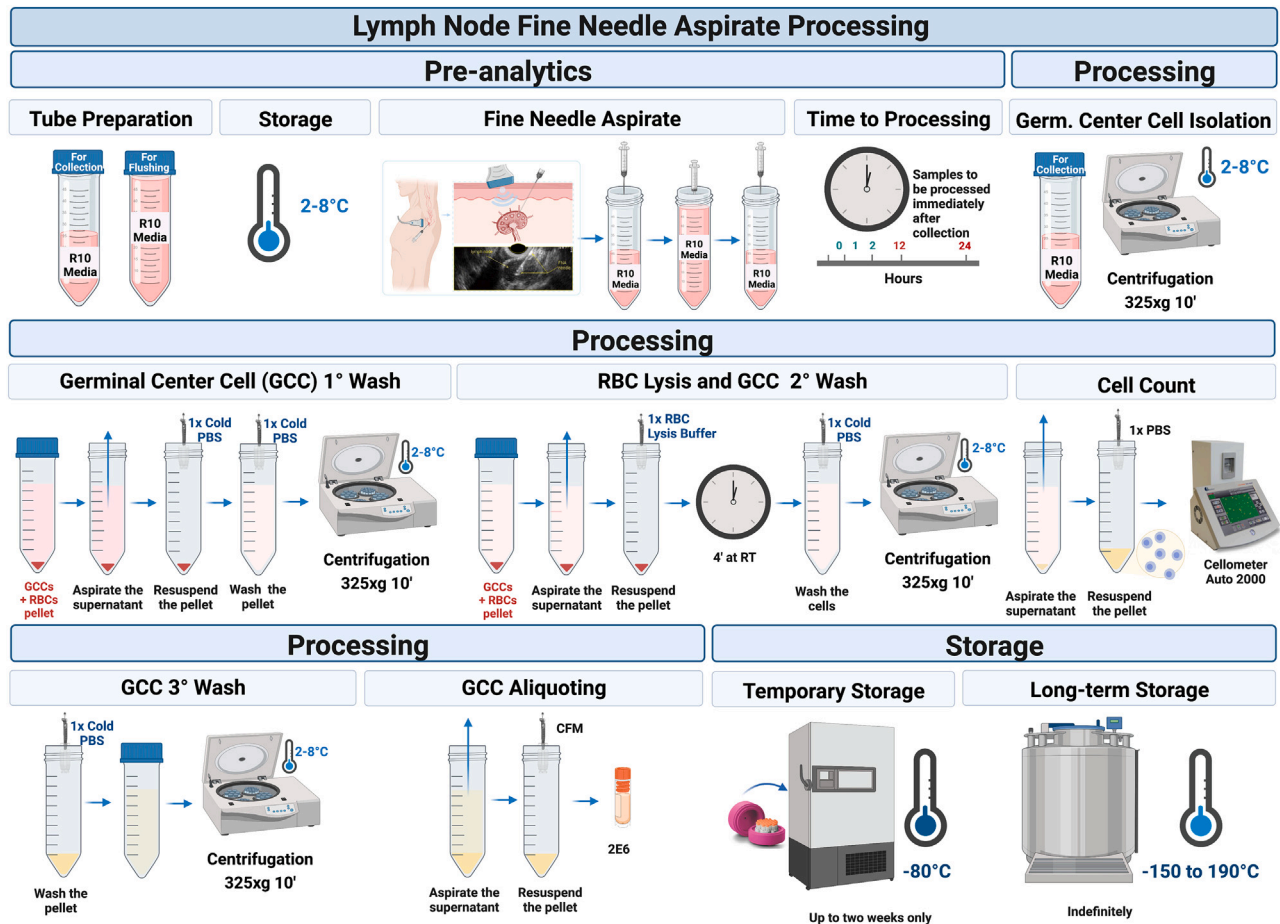 Lymph Node Fine Needle Aspirate Processing
Pre-analytics
Processing
Tube Preparation
Storage
Fine Needle Aspirate
Time to Processing
Germ. Center Cell Isolation
For
Collection
R10
Media
For
Flushing
R10
Media
2-8°C
R10
Media
R10
Media
R10
Media
Samples to
be processed
immediately
after
collection
0 1 2 12 24
Hours
For
Collection
R10
Media
2-8°C
Centrifugation
325xg 10'
Processing
Germinal Center Cell (GCC) 1° Wash
RBC Lysis and GCC 2° Wash
Cell Count
GCCs
+ RBCs
pellet
Aspirate the
supernatant
1x Cold
PBS
Resuspend
the pellet
1x Cold
PBS
Wash the
pellet
2-8°C
Centrifugation
325xg 10'
GCCs
+ RBCs
pellet
Aspirate the
supernatant
1x RBC
Lysis Buffer
Resuspend
the pellet
4' at RT
1x Cold
PBS
Wash the
cells
2-8°C
Centrifugation
325xg 10'
Aspirate the
supernatant
1x PBS
Resuspend
the pellet
Cellometer
Auto 2000
Processing
Storage
GCC 3° Wash
GCC Aliquoting
Temporary Storage
Long-term Storage
1x Cold
PBS
Wash the
pellet
2-8°C
Centrifugation
325xg 10'
Aspirate the
supernatant
CFM
Resuspend
the pellet
2E6
-80°C
Up to two weeks only
-150 to 190°C
Indefinitely